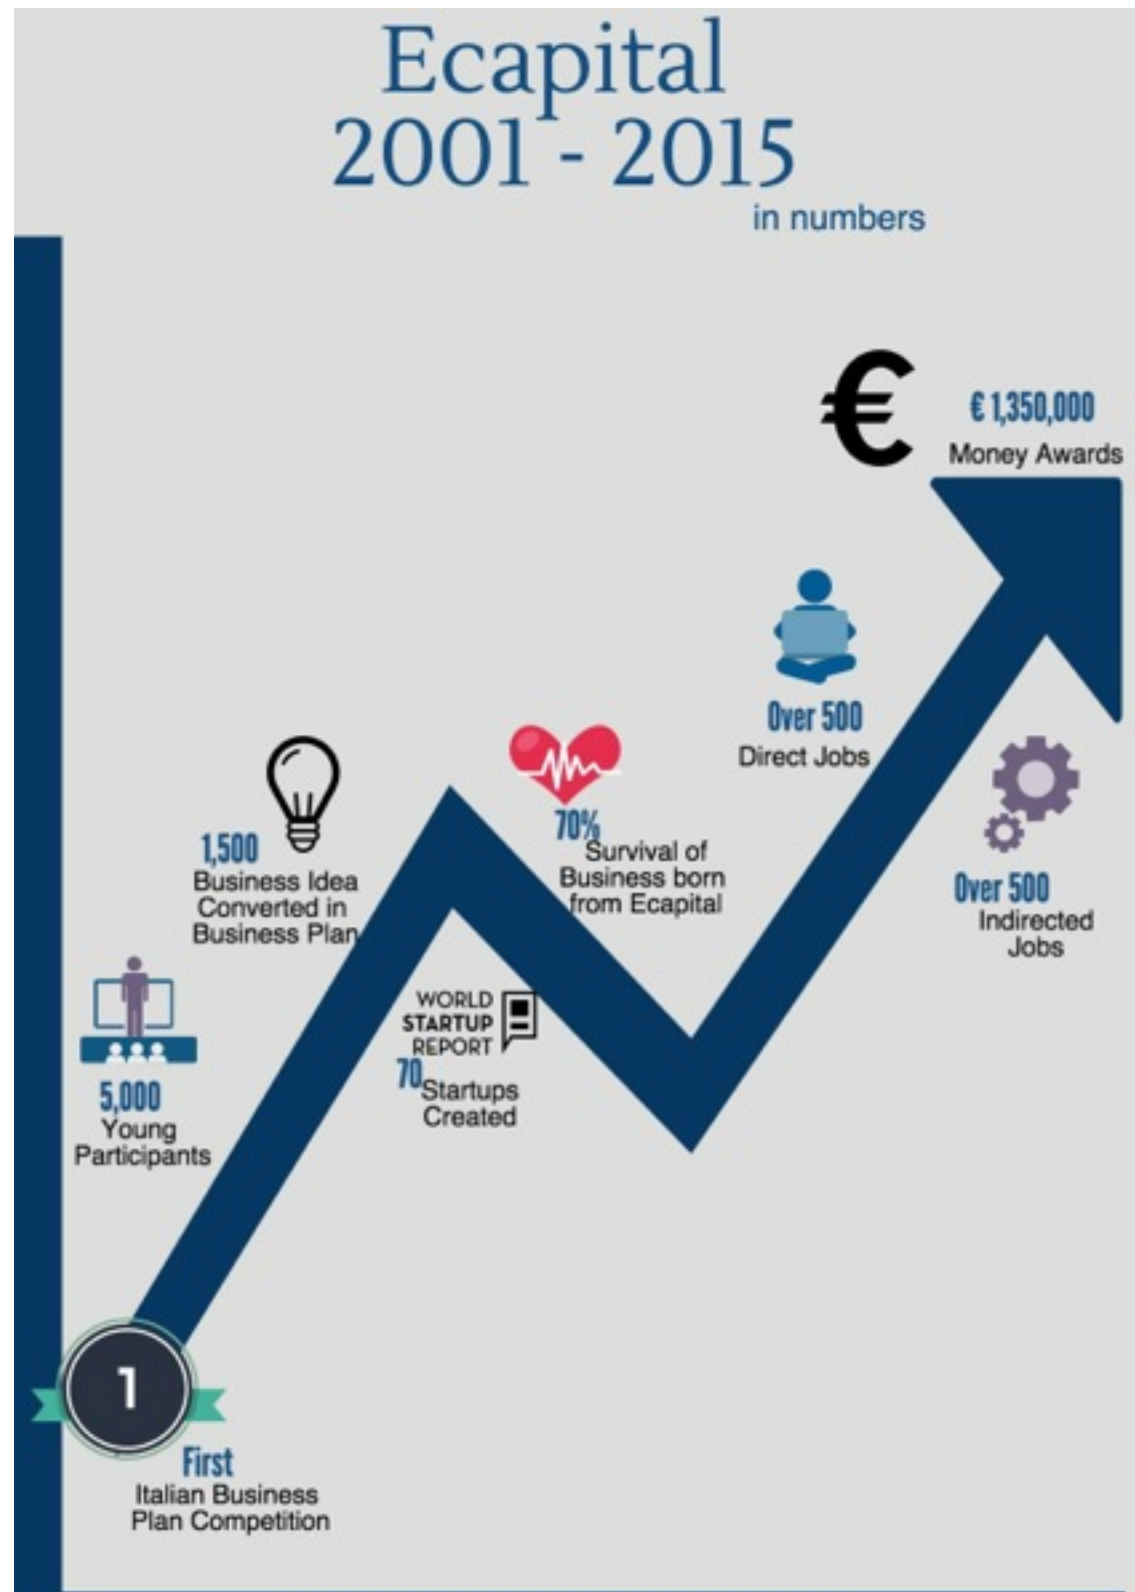 Ecapital
2001 - 2015
in numbers
€
€ 1,350,000
Money Awards
Over 500
Direct Jobs
1,500
Business Idea
Converted in
Business Plan
70%
Survival of
Business born
from Ecapital
Over 500
Indirected
Jobs
5,000
Young
Participants
WORLD
STARTUP
REPORT
70
Startups
Created
1
First
Italian Business
Plan Competition